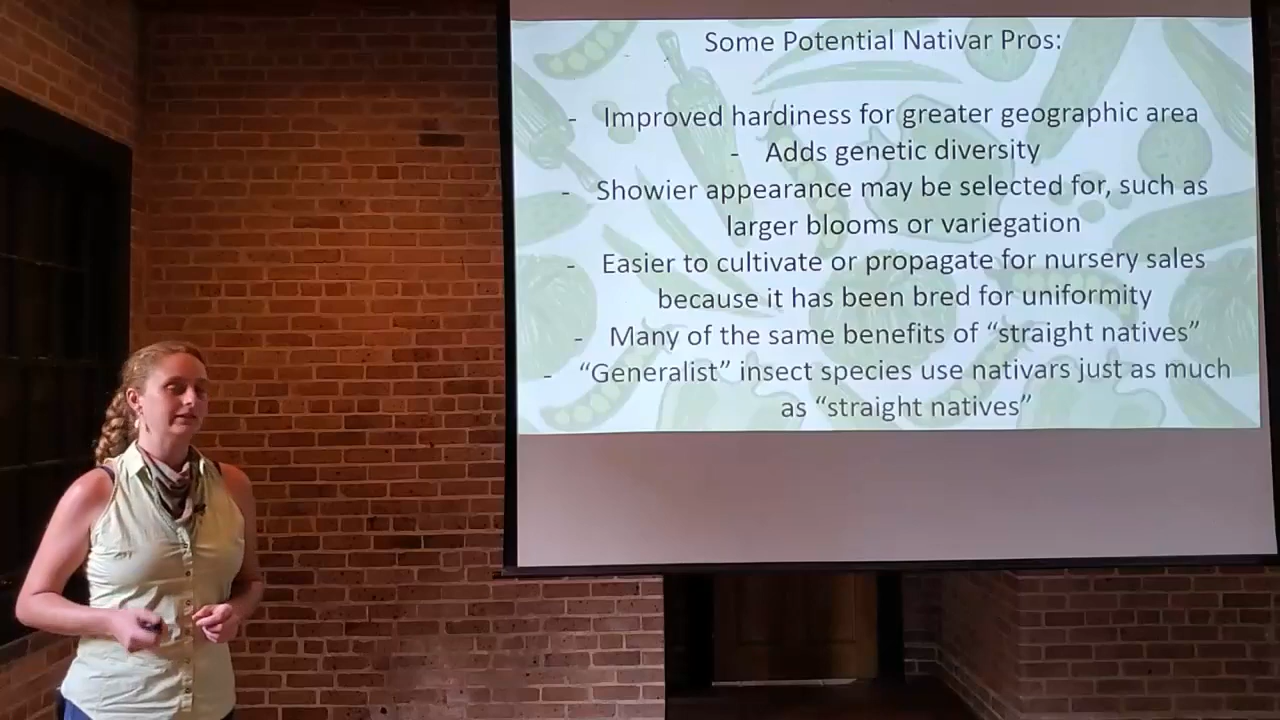 Some Potential Nativar Pros:
- Improved hardiness for greater geographic area
- Adds genetic diversity
- Showier appearance may be selected for, such as
larger blooms or variegation
- Easier to cultivate or propagate for nursery sales
because it has been bred for uniformity
- Many of the same benefits of “straight natives”
- “Generalist” insect species use nativars just as much
as “straight natives”